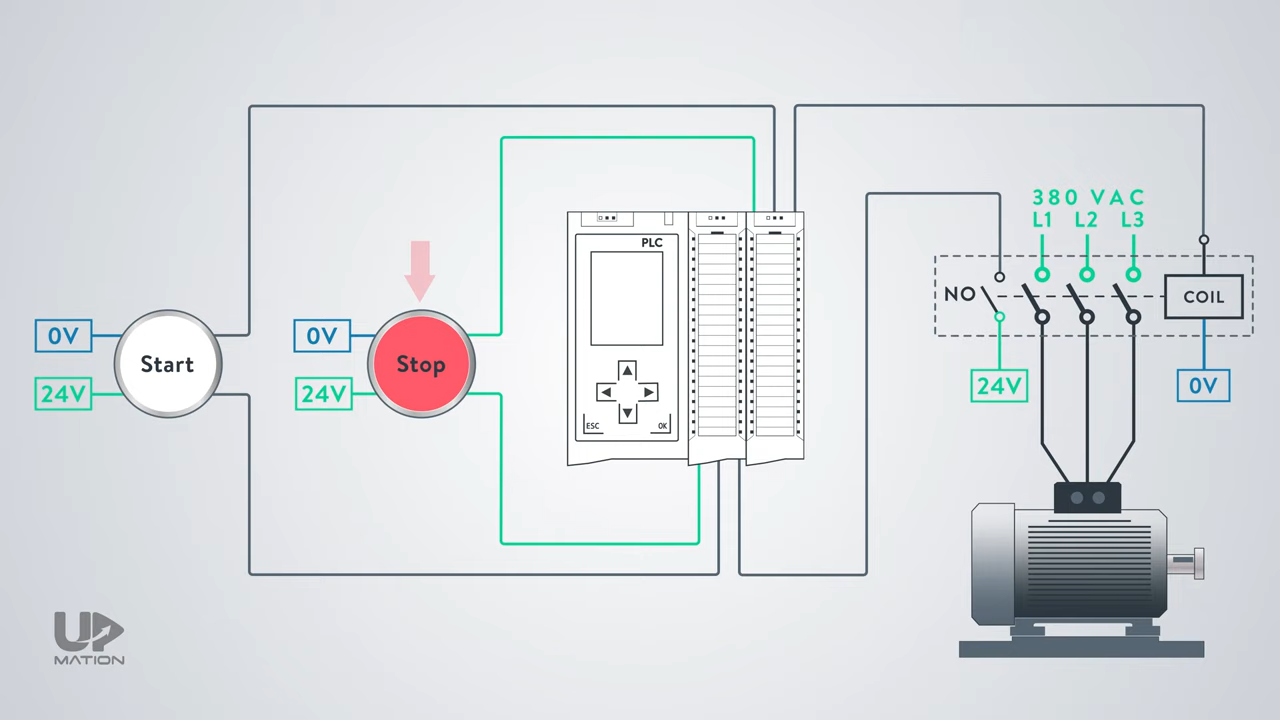 380 VAC
L1 L2 L3
PLC
NO
COIL
0V
Start
24V
0V
Stop
24V
24V
0V
ESC
OK
UP
MATION